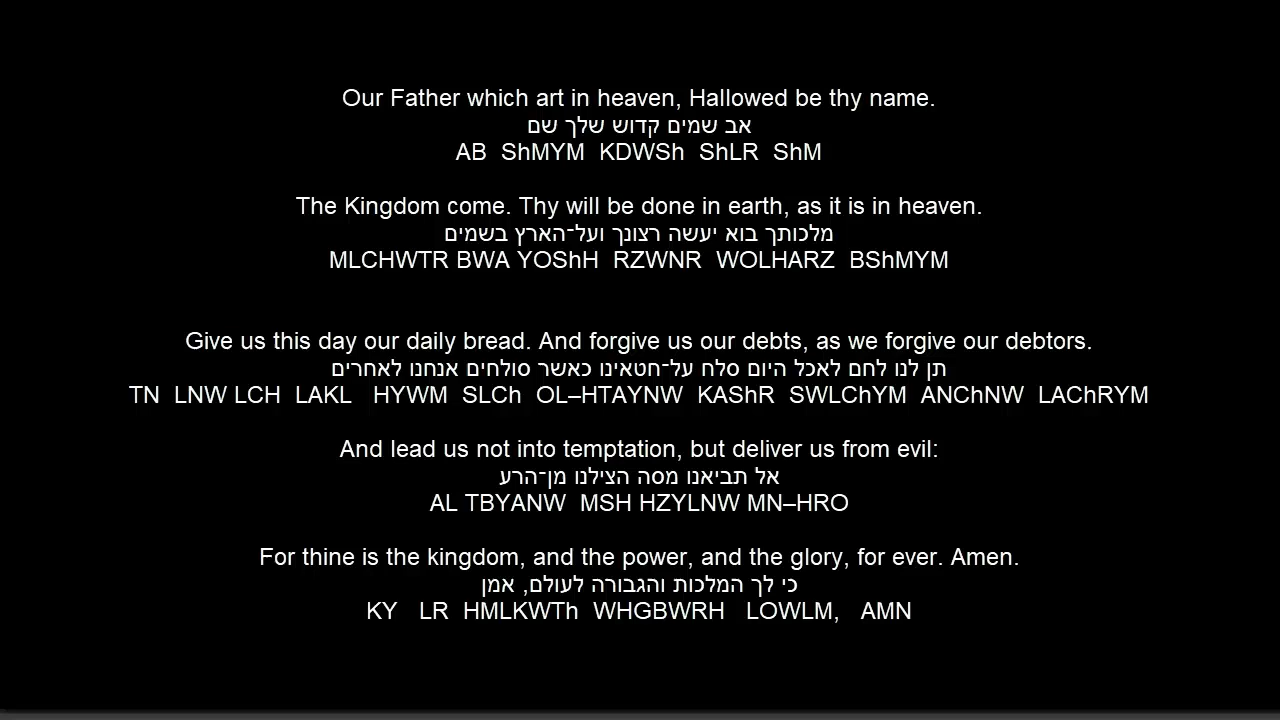 Our Father which art in heaven, Hallowed be thy name.
אב שמים קדוש שלך שם
AB ShMYM KDWSh ShLR ShM
The Kingdom come. Thy will be done in earth, as it is in heaven.
מלכותך בוא יעשה רצונך ועל־הארץ בשמים
MLCHWTR BWA YOShH RZWNR WOLHARZ BShMYM
Give us this day our daily bread. And forgive us our debts, as we forgive our debtors.
תן לנו לחם לאכל היום סלח על־חטאינו כאשר סולחים אנחנו לאחרים
TN LNW LCH LAKL HYWM SLCh OL–HTAYNW KAShR SWLChYM ANChNW LAChRYM
And lead us not into temptation, but deliver us from evil:
אל תביאנו מסה הצילנו מן־הרע
AL TBYANW MSH HZYLNW MN–HRO
For thine is the kingdom, and the power, and the glory, for ever. Amen.
כי לך המלכות והגבורה לעולם, אמן
KY LR HMLKWTh WHGBWRH LOWLM, AMN